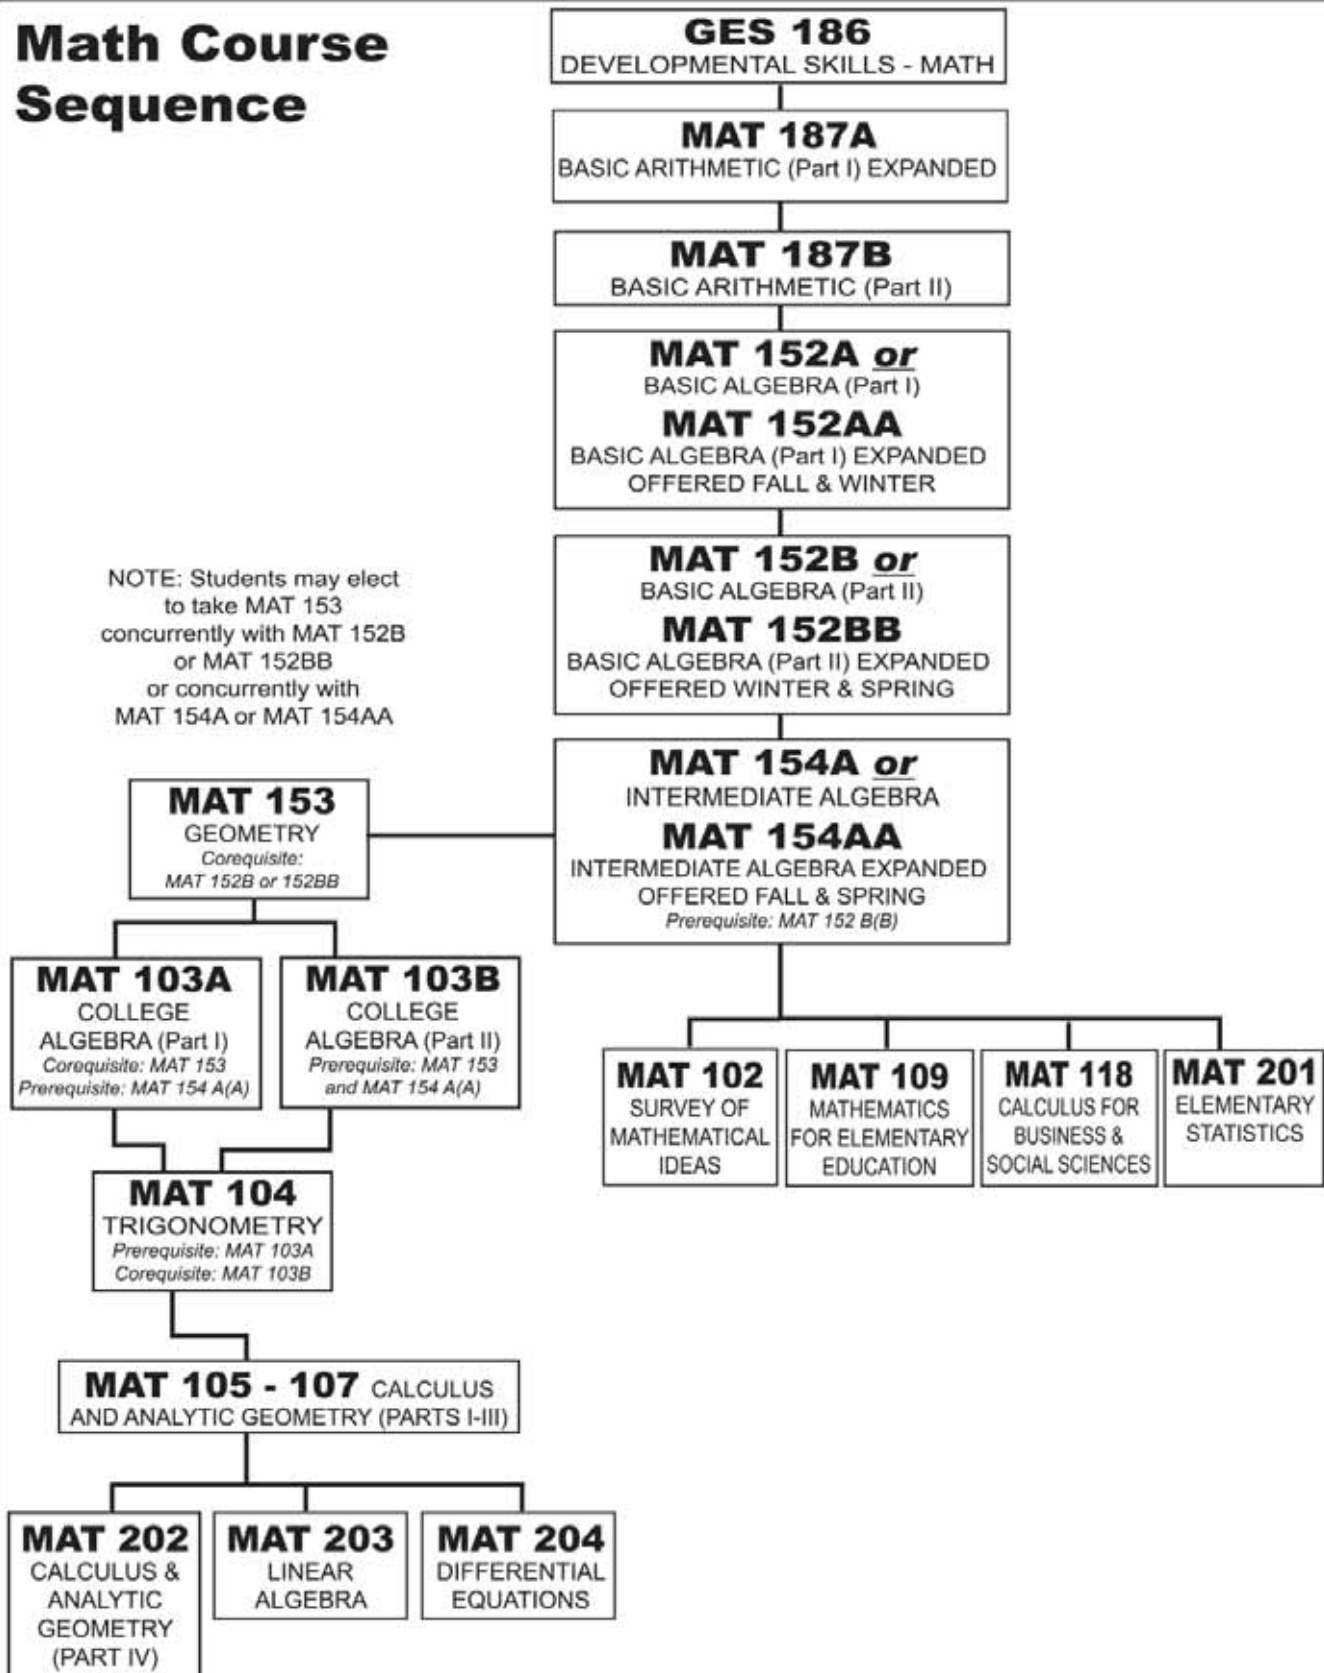 Math Course
Sequence
GES 186
DEVELOPMENTAL SKILLS - MATH
MAT 187A
BASIC ARITHMETIC (Part I) EXPANDED
MAT 187B
BASIC ARITHMETIC (Part II)
MAT 152A or
BASIC ALGEBRA (Part I)
MAT 152AA
BASIC ALGEBRA (Part I) EXPANDED
OFFERED FALL & WINTER
MAT 152B or
BASIC ALGEBRA (Part II)
MAT 152BB
BASIC ALGEBRA (Part II) EXPANDED
OFFERED WINTER & SPRING
NOTE: Students may elect
to take MAT 153
concurrently with MAT 152B
or MAT 152BB
or concurrently with
MAT 154A or MAT 154AA
MAT 154A or
INTERMEDIATE ALGEBRA
MAT 154AA
INTERMEDIATE ALGEBRA EXPANDED
OFFERED FALL & SPRING
Prerequisite: MAT 152 B(B)
MAT 153
GEOMETRY
Corequisite:
MAT 152B or 152BB
MAT 103A
COLLEGE
ALGEBRA (Part I)
Corequisite: MAT 153
Prerequisite: MAT 154 A(A)
MAT 103B
COLLEGE
ALGEBRA (Part II)
Prerequisite: MAT 153
and MAT 154 A(A)
MAT 102
SURVEY OF
MATHEMATICAL
IDEAS
MAT 109
MATHEMATICS
FOR ELEMENTARY
EDUCATION
MAT 118
CALCULUS FOR
BUSINESS &
SOCIAL SCIENCES
MAT 201
ELEMENTARY
STATISTICS
MAT 104
TRIGONOMETRY
Prerequisite: MAT 103A
Corequisite: MAT 103B
MAT 105 - 107 CALCULUS
AND ANALYTIC GEOMETRY (PARTS I-III)
MAT 202
CALCULUS &
ANALYTIC
GEOMETRY
(PART IV)
MAT 203
LINEAR
ALGEBRA
MAT 204
DIFFERENTIAL
EQUATIONS